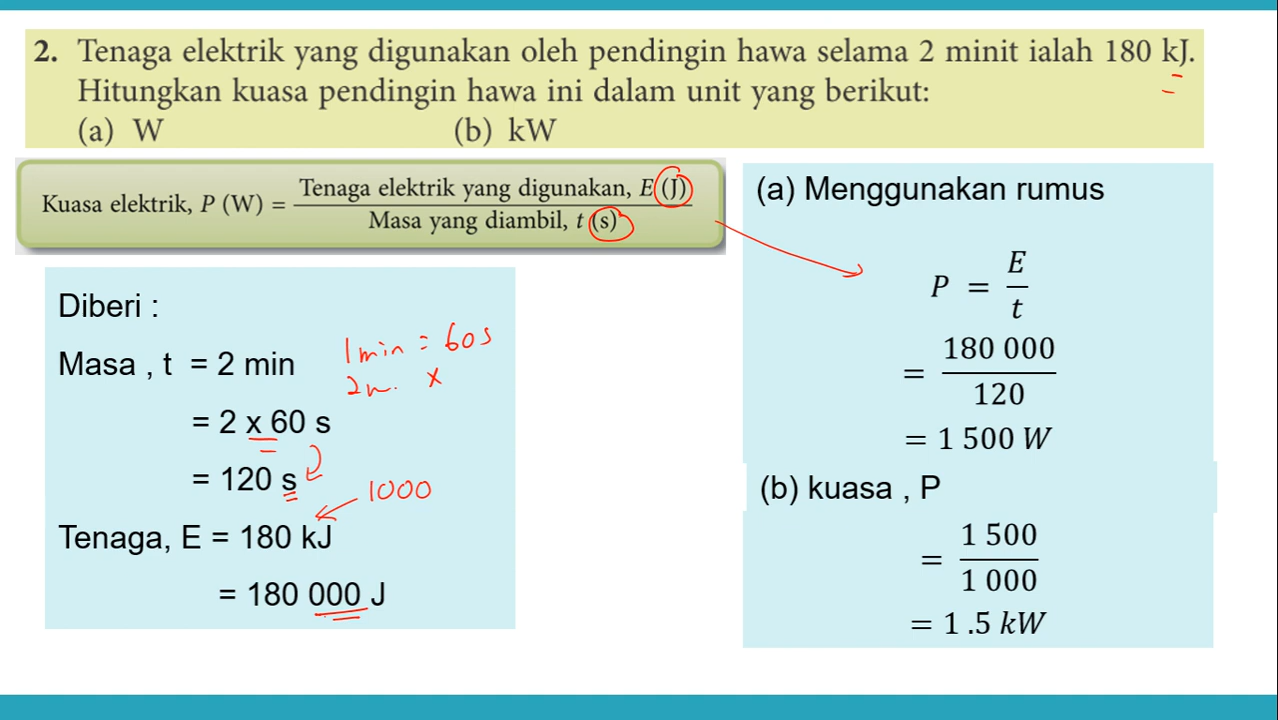 2. Tenaga elektrik yang digunakan oleh pendingin hawa selama 2 minit ialah 180 kJ.
Hitungkan kuasa pendingin hawa ini dalam unit yang berikut:
(a) W (b) kW
Kuasa elektrik, P (W) = Tenaga elektrik yang digunakan, E (J)
Masa yang diambil, t (s)
Diberi :
Masa , t = 2 min
1 min = 60s
2m. x
= 2 x 60 s
= 120 s
1000
Tenaga, E = 180 kJ
= 180 000 J
(a) Menggunakan rumus
P = E
t
= 180 000
120
= 1 500 W
(b) kuasa , P
= 1 500
1 000
= 1 .5 kW